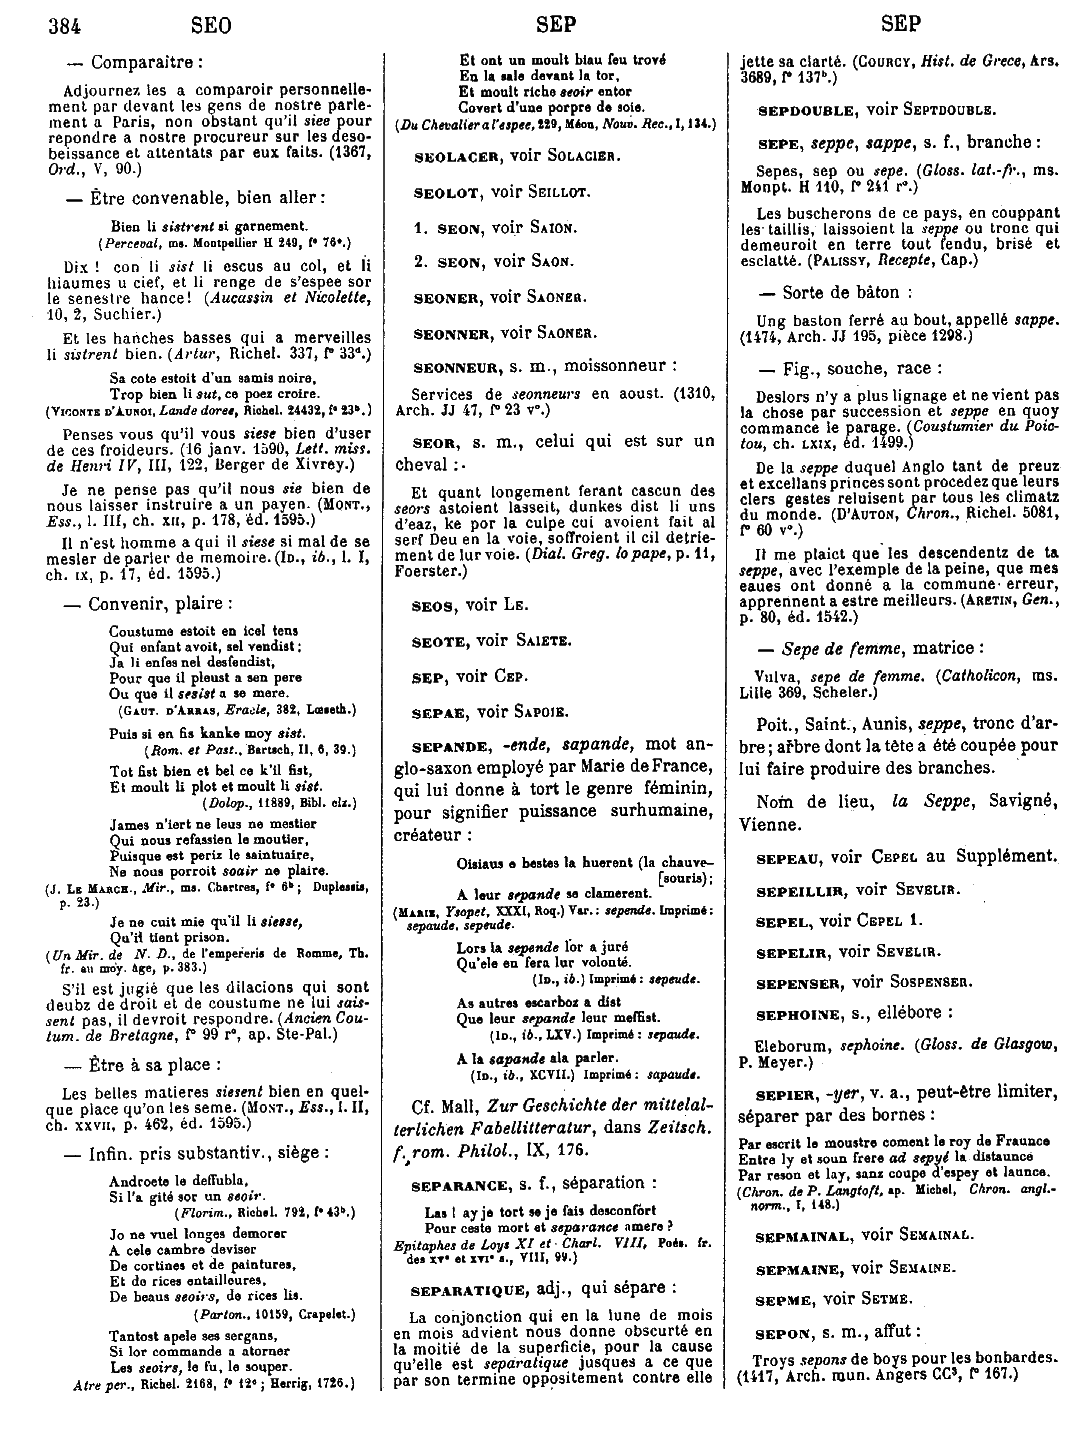 384 SEO SEP SEP
— Comparaitre :
Adjournez les a comparoir personnelle-
ment par devant les gens de nostre parle-
ment a Paris, non obstant qu'il siee pour
repondre a nostre procureur sur les deso-
beissance et attentats par eux faits. (1367,
Ord., V, 90.)
— Être convenable, bien aller :
Bien li sistrent si garnement.
(Perceval, ms. Montpellier H 249, fº 76ª.)
Dix ! con li sist li escus au col, et li
hiaumes u cief, et li renge de s'espee sor
le senestre hance! (Aucassin et Nicolette,
10, 2, Suchier.)
Et les hanches basses qui a merveilles
li sistrent bien. (Artur, Richel. 337, fº 33ᵈ.)
Sa cote estoit d'un samis noire,
Trop bien li sut, ce poez croire.
(VICONTE D'AUNOI, Lande doree, Richel. 24432, fº 23ᵇ.)
Penses vous qu'il vous siese bien d'user
de ces froideurs. (16 janv. 1590, Lett. miss.
de Henri IV, III, 122, Berger de Xivrey.)
Je ne pense pas qu'il nous sie bien de
nous laisser instruire a un payen. (MONT.,
Ess., l. III, ch. XII, p. 178, éd. 1595.)
Il n'est homme a qui il siese si mal de se
mesler de parler de memoire. (ID., ib., l. I,
ch. IX, p. 17, éd. 1595.)
— Convenir, plaire :
Coustume estoit en icel tens
Qui enfant avoit, sel vendist ;
Ja li enfes nel desfendist,
Pour que il pleust a sen pere
Ou que il sesist a se mere.
(GAUT. D'ARRAS, Eracle, 382, Lœseth.)
Puis si en fis kanke moy sist.
(Rom. et Past., Bartsch, II, 6, 39.)
Tot fist bien et bel ce k'il fist,
Et moult li plot et moult li sist.
(Dolop., 11889, Bibl. elz.)
James n'iert ne leus ne mestier
Qui nous refassien le moutier,
Puisque est periz le saintuaire,
Ne nous porroit soair ne plaire.
(J. LE MARCH., Mir., ms. Chartres, fº 6ᵇ ; Duplessis,
p. 23.)
Je ne cuit mie qu'il li siesse,
Qu'il tient prison.
(Un Mir. de N. D., de l'empereris de Romme, Th.
fr. au moy. âge, p. 383.)
S'il est jugié que les dilacions qui sont
deubz de droit et de coustume ne lui sais-
sent pas, il devroit respondre. (Ancien Cou-
tum. de Bretagne, fº 99 rº, ap. Ste-Pal.)
— Être à sa place :
Les belles matieres siesent bien en quel-
que place qu'on les seme. (MONT., Ess., l. II,
ch. XXVII, p. 462, éd. 1595.)
— Infin. pris substantiv., siège :
Androete le deffubla,
Si l'a gité sor un seoir.
(Florim., Richel. 792, fº 43ᵇ.)
Jo ne vuel longes demorer
A cele cambre deviser
De cortines et de paintures,
Et de rices entailleures,
De beaus seoirs, de rices lis.
(Parton., 10159, Crapelet.)
Tantost apele ses sergans,
Si lor commande a atorner
Les seoirs, le fu, le souper.
Atre per., Richel. 2168, fº 12ᶜ ; Herrig, 1726.)
Et ont un moult biau feu trové
En la sale devant la tor,
Et moult riche seoir entor
Covert d'une porpre de soie.
(Du Chevalier a l'espee, 229, Méon, Nouv. Rec., I, 134.)
SEOLACER, voir SOLACIER.
SEOLOT, voir SEILLOT.
1. SEON, voir SAION.
2. SEON, voir SAON.
SEONER, voir SAONER.
SEONNER, voir SAONER.
SEONNEUR, s. m., moissonneur :
Services de seonneurs en aoust. (1310,
Arch. JJ 47, fº 23 vº.)
SEOR, s. m., celui qui est sur un
cheval :
Et quant longement ferant cascun des
seors astoient lasseit, dunkes dist li uns
d'eaz, ke por la culpe cui avoient fait al
serf Deu en la voie, soffroient il cil detrie-
ment de lur voie. (Dial. Greg. lo pape, p. 11,
Foerster.)
SEOS, voir LE.
SEOTE, voir SAIETE.
SEP, voir CEP.
SEPAE, voir SAPOIE.
SEPANDE, -ende, sapande, mot an-
glo-saxon employé par Marie de France,
qui lui donne à tort le genre féminin,
pour signifier puissance surhumaine,
créateur :
Oisiaus e bestes la huerent (la chauve-
[souris) ;
A leur sepande se clamerent.
(MARIE, Ysopet, XXXI, Roq.) Var. : sepende. Imprimé :
sepaude, sepeude.
Lors la sepende l'or a juré
Qu'ele en fera lur volonté.
(ID., ib.) Imprimé : sepeude.
As autres escarboz a dist
Que leur sepande leur meffist.
(ID., ib., LXV.) Imprimé : sepaude.
A la sapande ala parler.
(ID., ib., XCVII.) Imprimé : sapaude.
Cf. Mall, Zur Geschichte der mittelal-
terlichen Fabellitteratur, dans Zeitsch.
f. rom. Philol., IX, 176.
SEPARANCE, s. f., séparation :
Las ! ay je tort se je fais desconfort
Pour ceste mort et separance amere ?
Epitaphes de Loys XI et Charl. VIII, Poés. fr.
des XVᵉ et XVIᵉ s., VIII, 99.)
SEPARATIQUE, adj., qui sépare :
La conjonction qui en la lune de mois
en mois advient nous donne obscurté en
la moitié de la superficie, pour la cause
qu'elle est separatique jusques a ce que
par son termine oppositement contre elle
jette sa clarté. (COURCY, Hist. de Grece, Ars.
3689, fº 137ᵇ.)
SEPDOUBLE, voir SEPTDOUBLE.
SEPE, seppe, sappe, s. f., branche :
Sepes, sep ou sepe. (Gloss. lat.-fr., ms.
Monpt. H 110, fº 241 rº.)
Les buscherons de ce pays, en couppant
les taillis, laissoient la seppe ou tronc qui
demeuroit en terre tout fendu, brisé et
esclatté. (PALISSY, Recepte, Cap.)
— Sorte de bâton :
Ung baston ferré au bout, appellé sappe.
(1474, Arch. JJ 195, pièce 1298.)
— Fig., souche, race :
Deslors n'y a plus lignage et ne vient pas
la chose par succession et seppe en quoy
commance le parage. (Coustumier du Poic-
tou, ch. LXIX, éd. 1499.)
De la seppe duquel Anglo tant de preuz
et excellans princes sont procedez que leurs
clers gestes reluisent par tous les climatz
du monde. (D'AUTON, Chron., Richel. 5081,
fº 60 vº.)
Il me plaict que les descendentz de ta
seppe, avec l'exemple de la peine, que mes
eaues ont donné a la commune erreur,
apprennent a estre meilleurs. (ARETIN, Gen.,
p. 80, éd. 1542.)
— Sepe de femme, matrice :
Vulva, sepe de femme. (Catholicon, ms.
Lille 369, Scheler.)
Poit., Saint., Aunis, seppe, tronc d'ar-
bre ; arbre dont la tête a été coupée pour
lui faire produire des branches.
Nom de lieu, la Seppe, Savigné,
Vienne.
SEPEAU, voir CEPEL au Supplément.
SEPEILLIR, voir SEVELIR.
SEPEL, voir CEPEL 1.
SEPELIR, voir SEVELIR.
SEPENSER, voir SOSPENSER.
SEPHOINE, s., ellébore :
Eleborum, sephoine. (Gloss. de Glasgow,
P. Meyer.)
SEPIER, -yer, v. a., peut-être limiter,
séparer par des bornes :
Par escrit le moustre coment le roy de Fraunce
Entre ly et soun frere ad sepyé la distaunce
Par reson et lay, sanz coupe d'espey et launce.
(Chron. de P. Langtoft, ap. Michel, Chron. angl.-
norm., I, 148.)
SEPMAINAL, voir SEMAINAL.
SEPMAINE, voir SEMAINE.
SEPME, voir SETME.
SEPON, s. m., affut :
Troys sepons de boys pour les bonbardes.
(1417, Arch. mun. Angers CC³, fº 167.)